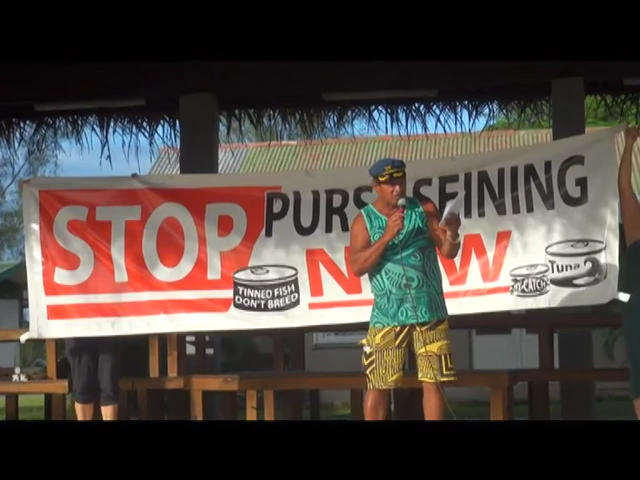 STOP PURSE SEINING
NOW
TINNED FISH
DON'T BREED
BY-CATCH
Tuna ?